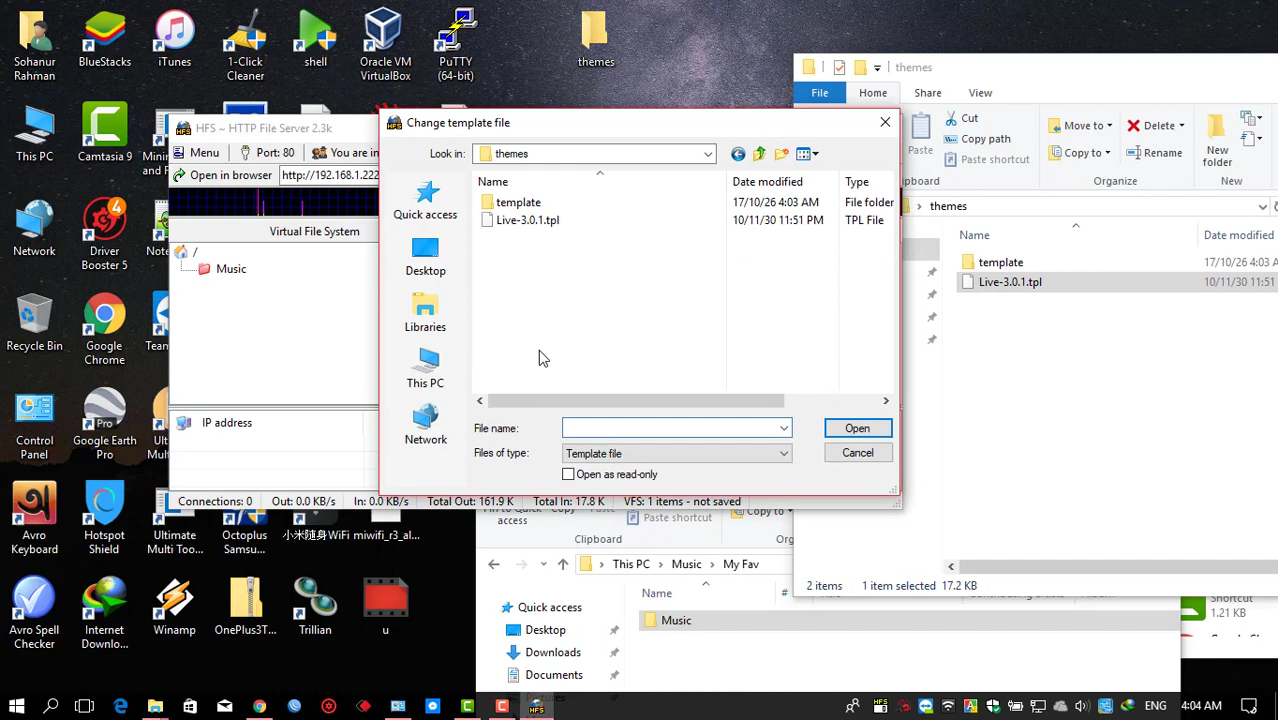 Sohanur
Rahman
BlueStacks
iTunes
1-Click
Cleaner
shell
Oracle VM
VirtualBox
PuTTY
(64-bit)
themes
This PC
Camtasia 9
Network
Driver
Booster 5
Recycle Bin
Google
Chrome
Control
Panel
Google Earth
Pro
Avro
Keyboard
Hotspot
Shield
Ultimate
Multi Too...
Octoplus
Samsu...
小米随身WiFi
miwifi_r3_al...
Avro Spell
Checker
Internet
Downlo...
Winamp
OnePlus3T...
Trillian
u
HFS ~ HTTP File Server 2.3k
Menu
Port: 80
You are in
Open in browser
http://192.168.1.222
Virtual File System
/
Music
IP address
Connections: 0
Out: 0.0 KB/s
In: 0.0 KB/s
Total Out: 161.9 K
Total In: 17.8 K
VFS: 1 items - not saved
Change template file
Look in:
themes
Name
Date modified
Type
template
17/10/26 4:03 AM
File folder
Live-3.0.1.tpl
10/11/30 11:51 PM
TPL File
Quick access
Desktop
Libraries
This PC
Network
File name:
Open
Files of type:
Template file
Cancel
Open as read-only
themes
File
Home
Share
View
Paste
Cut
Copy path
Paste shortcut
Clipboard
Move to
Copy to
Delete
Rename
Organize
New
folder
New
themes
Name
Date modified
template
17/10/26 4:03 A
Live-3.0.1.tpl
10/11/30 11:51
2 items
1 item selected 17.2 KB
access
Paste shortcut
Copy to
Clipboard
This PC
Music
My Fav
Name
#
Quick access
Desktop
Downloads
Documents
Music
Shortcut
1.21 KB
ENG
4:04 AM